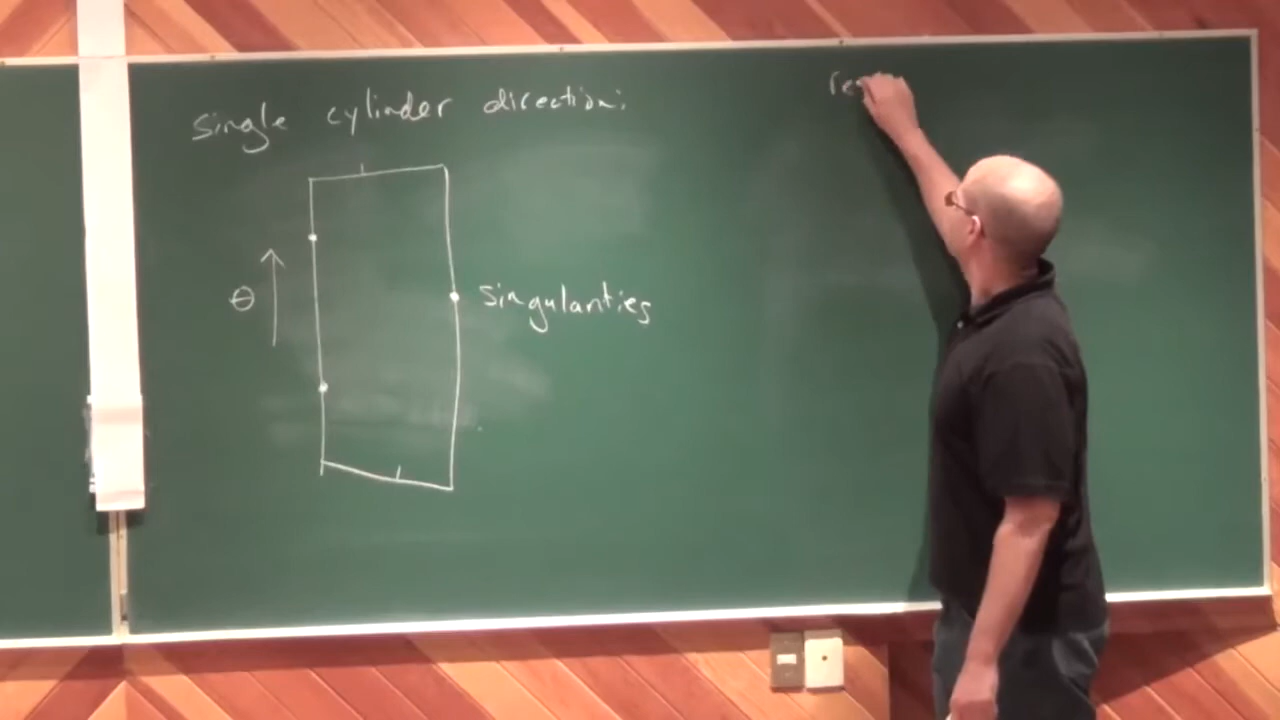 single cylinder direction:
θ
singularities